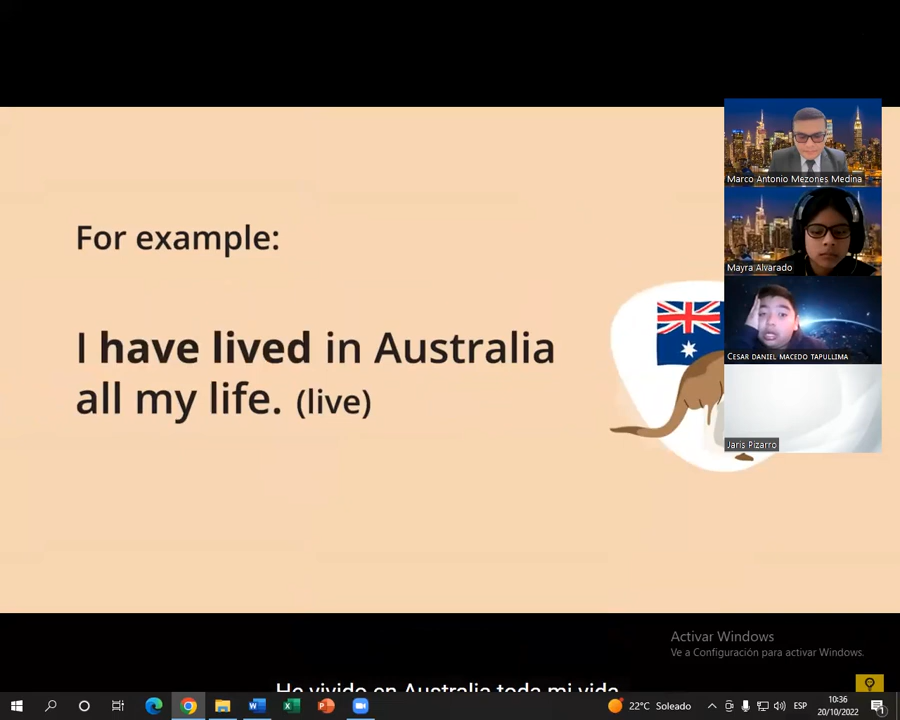 For example:
I have lived in Australia
all my life. (live)
Marco Antonio Mezones Medina
Mayra Alvarado
CESAR DANIEL MACEDO TAPULLIMA
Jaris Pizarro
Activar Windows
Ve a Configuración para activar Windows.
He vivido en Australia toda mi vida
22°C Soleado
ESP
10:36
20/10/2022
1